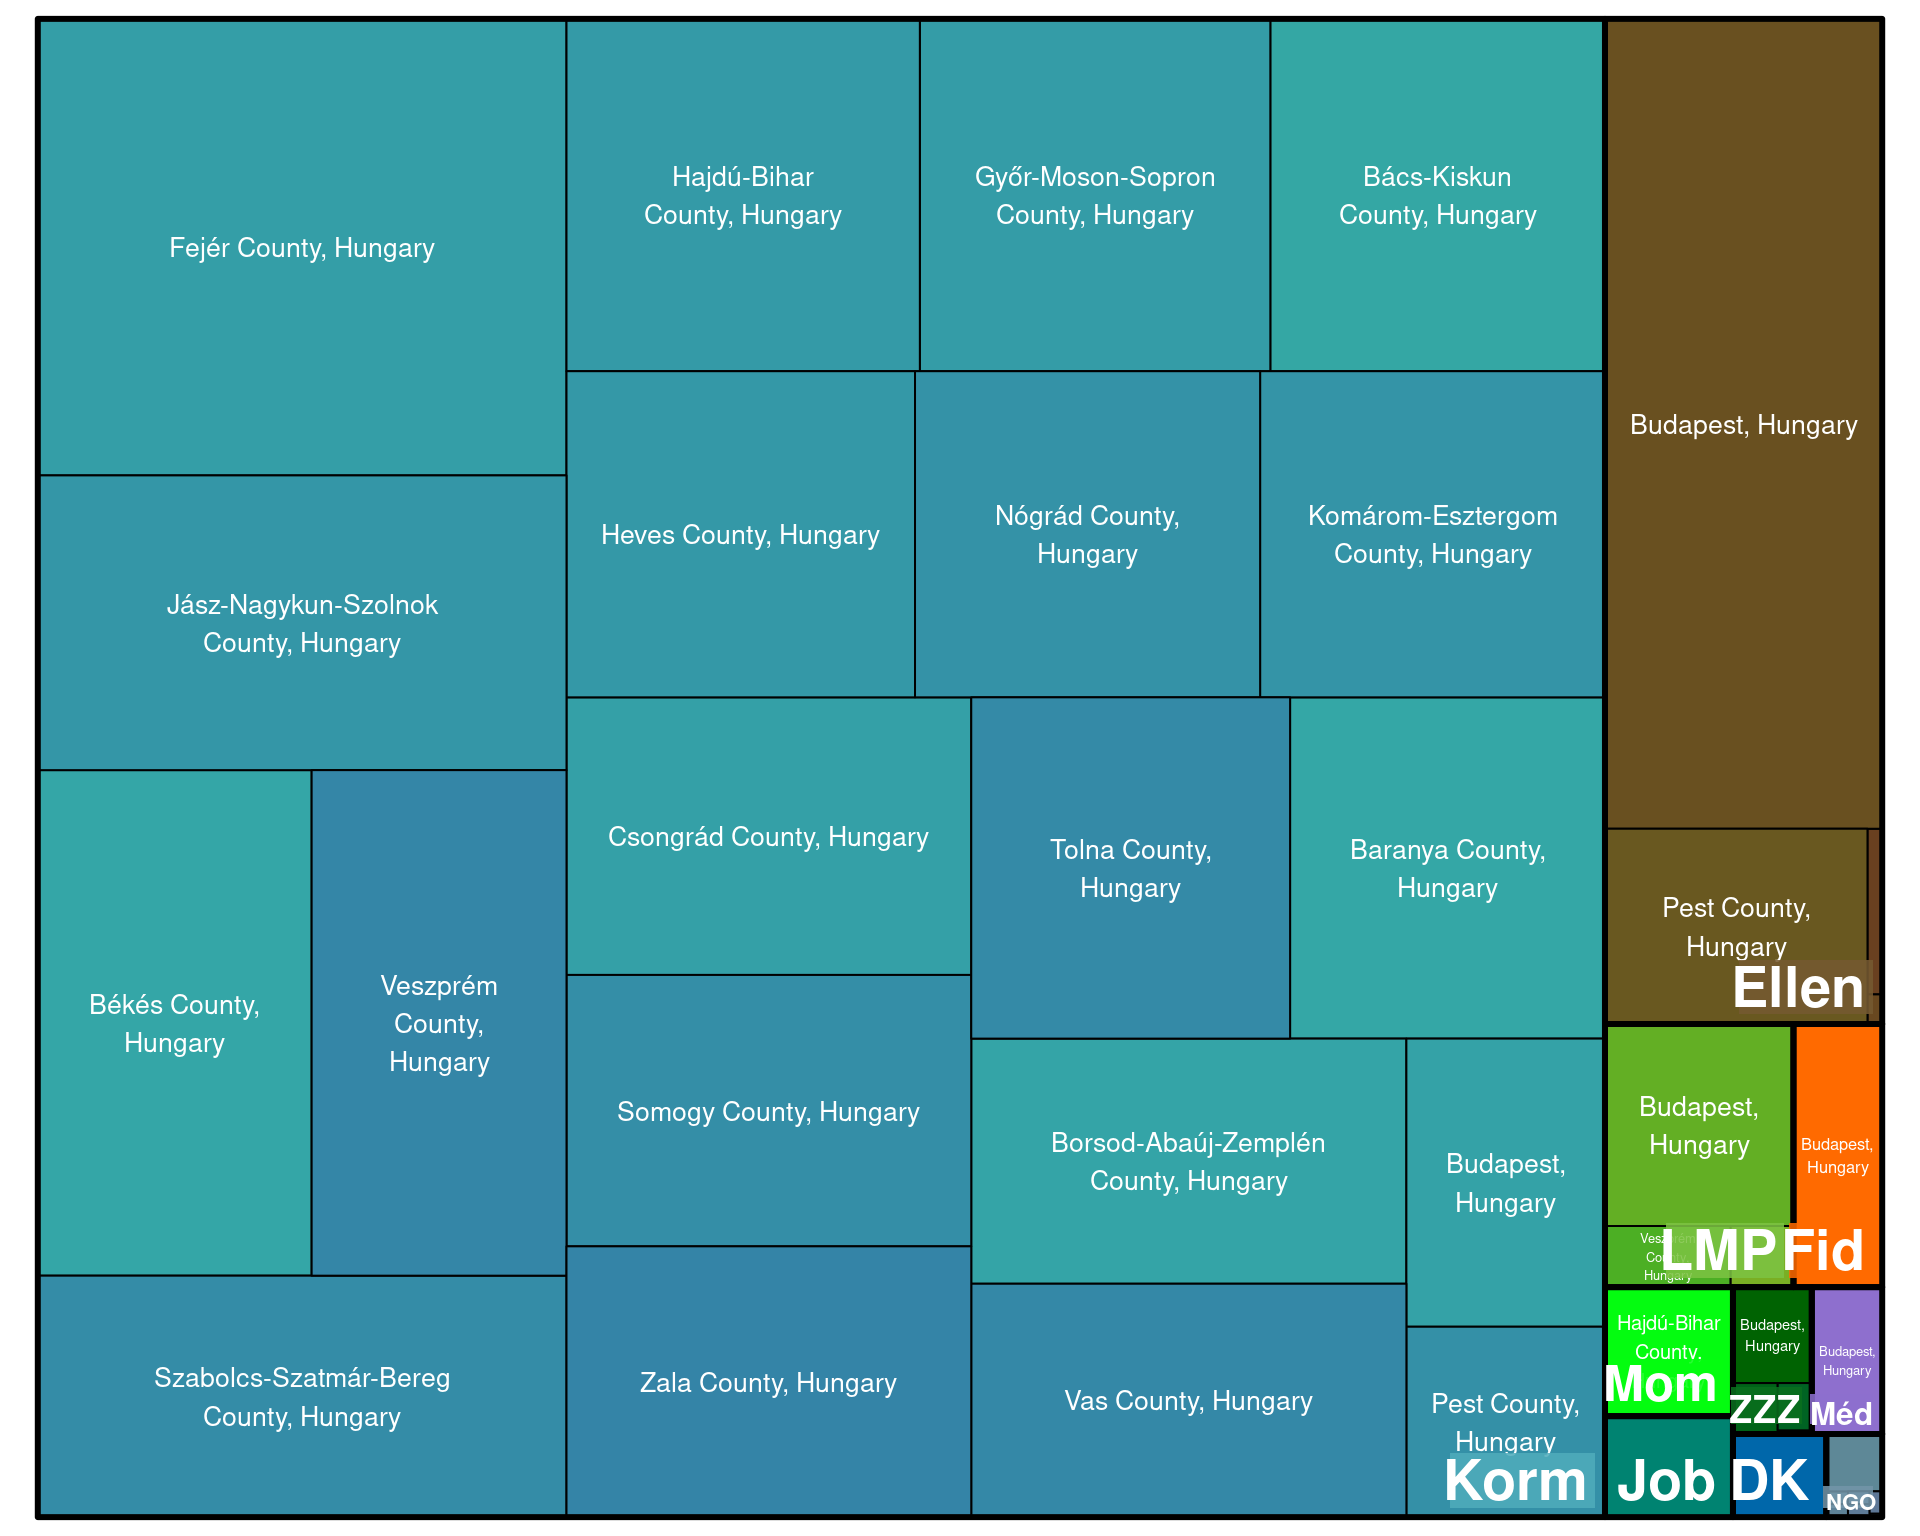 Fejér County, Hungary
Hajdú-Bihar
County, Hungary
Győr-Moson-Sopron
County, Hungary
Bács-Kiskun
County, Hungary
Budapest, Hungary
Jász-Nagykun-Szolnok
County, Hungary
Heves County, Hungary
Nógrád County,
Hungary
Komárom-Esztergom
County, Hungary
Békés County,
Hungary
Veszprém
County,
Hungary
Csongrád County, Hungary
Tolna County,
Hungary
Baranya County,
Hungary
Pest County,
Hungary
Ellen
Somogy County, Hungary
Borsod-Abaúj-Zemplén
County, Hungary
Budapest,
Hungary
Budapest,
Hungary
Budapest,
Hungary
Veszprém
County,
Hungary
LMP
Fid
Szabolcs-Szatmár-Bereg
County, Hungary
Zala County, Hungary
Vas County, Hungary
Pest County,
Hungary
Korm
Hajdú-Bihar
County,
Mom
Budapest,
Hungary
ZZZ
Budapest,
Hungary
Méd
Job
DK
NGO